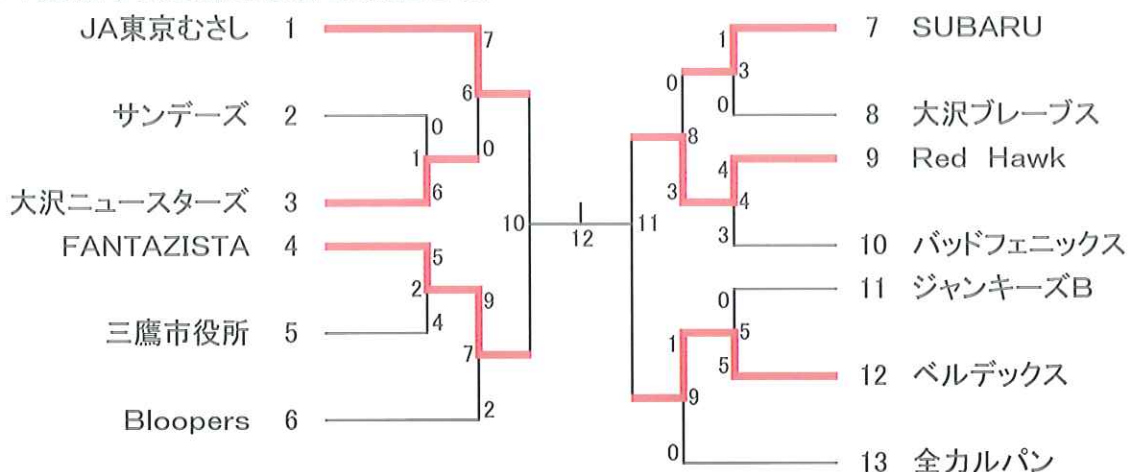 JA東京むさし 1
7
6
サンデーズ 2
0
0
1
6
大沢ニュースターズ 3
FANTAZISTA 4
5
2
9
4
三鷹市役所 5
7
2
Bloopers 6
10
12
11
1
7 SUBARU
0
3
0
8 大沢ブレーブス
8
4
9 Red Hawk
3
4
3
10 バッドフェニックス
0
11 ジャンキーズB
1
5
5
12 ベルデックス
9
0
13 全力ルパン